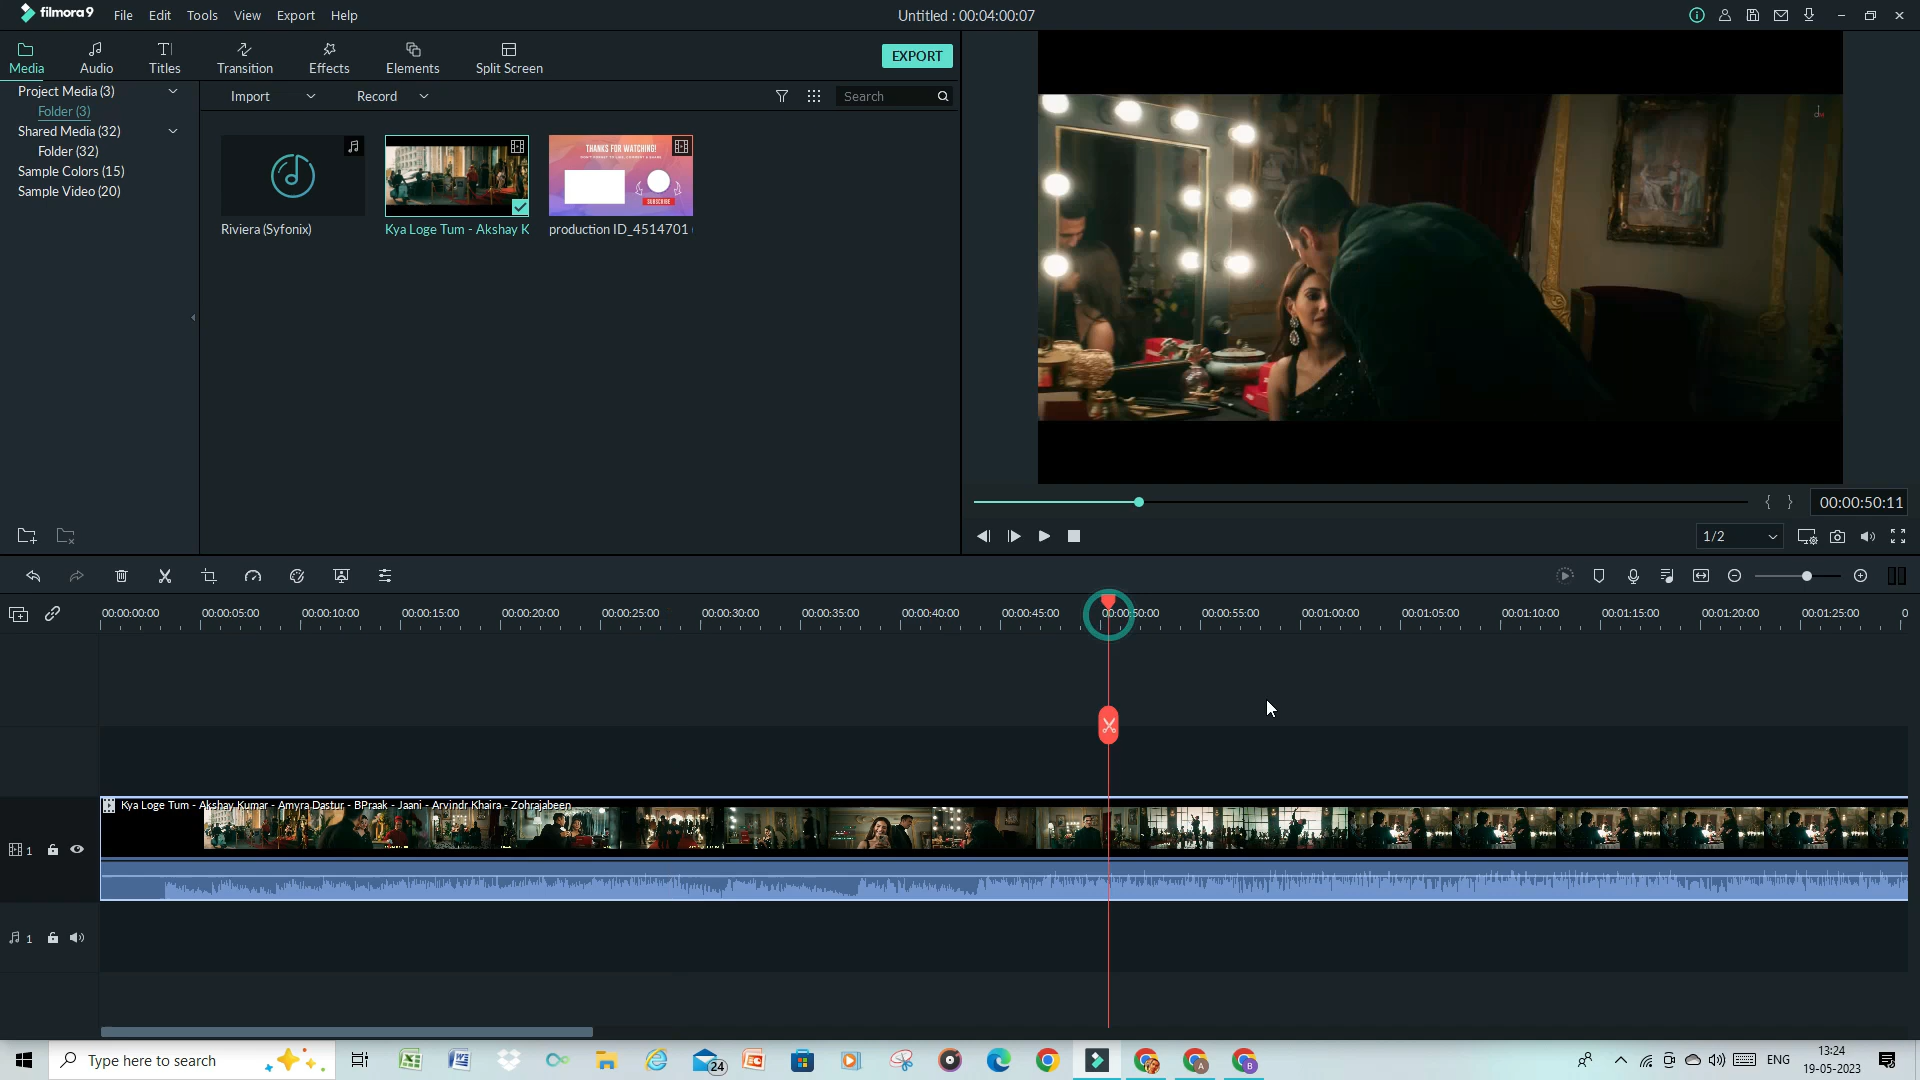 filmora9 File Edit Tools View Export Help Untitled : 00:04:00:07
Media Audio Titles Transition Effects Elements Split Screen EXPORT
Project Media (3) Import Record Search
Folder (3)
Shared Media (32)
Folder (32)
Sample Colors (15)
Sample Video (20)
THANKS FOR WATCHING!
SUBSCRIBE
Riviera (Syfonix) Kya Loge Tum - Akshay K production ID_4514701
{ } 00:00:50:11
1/2
00:00:00:00 00:00:05:00 00:00:10:00 00:00:15:00 00:00:20:00 00:00:25:00 00:00:30:00 00:00:35:00 00:00:40:00 00:00:45:00 00:00:50:00 00:00:55:00 00:01:00:00 00:01:05:00 00:01:10:00 00:01:15:00 00:01:20:00 00:01:25:00 0
Kya Loge Tum - Akshay Kumar - Amyra Dastur - BPraak - Jaani - Arvindr Khaira - Zohrajabeen
1
1
Type here to search 24 A B ENG 13:24
19-05-2023